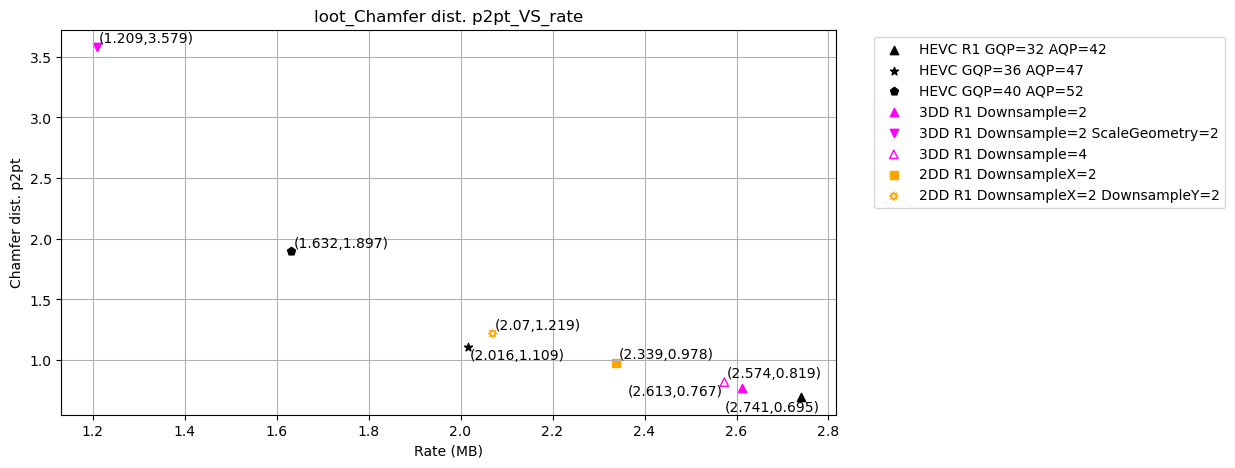 loot_Chamfer dist. p2pt_VS_rate
Chamfer dist. p2pt
3.5
3.0
2.5
2.0
1.5
1.0
(1.209,3.579)
(1.632,1.897)
(2.07,1.219)
(2.016,1.109)
(2.339,0.978)
(2.574,0.819)
(2.613,0.767)
(2.741,0.695)
1.2
1.4
1.6
1.8
2.0
2.2
2.4
2.6
2.8
Rate (MB)
HEVC R1 GQP=32 AQP=42
HEVC GQP=36 AQP=47
HEVC GQP=40 AQP=52
3DD R1 Downsample=2
3DD R1 Downsample=2 ScaleGeometry=2
3DD R1 Downsample=4
2DD R1 DownsampleX=2
2DD R1 DownsampleX=2 DownsampleY=2